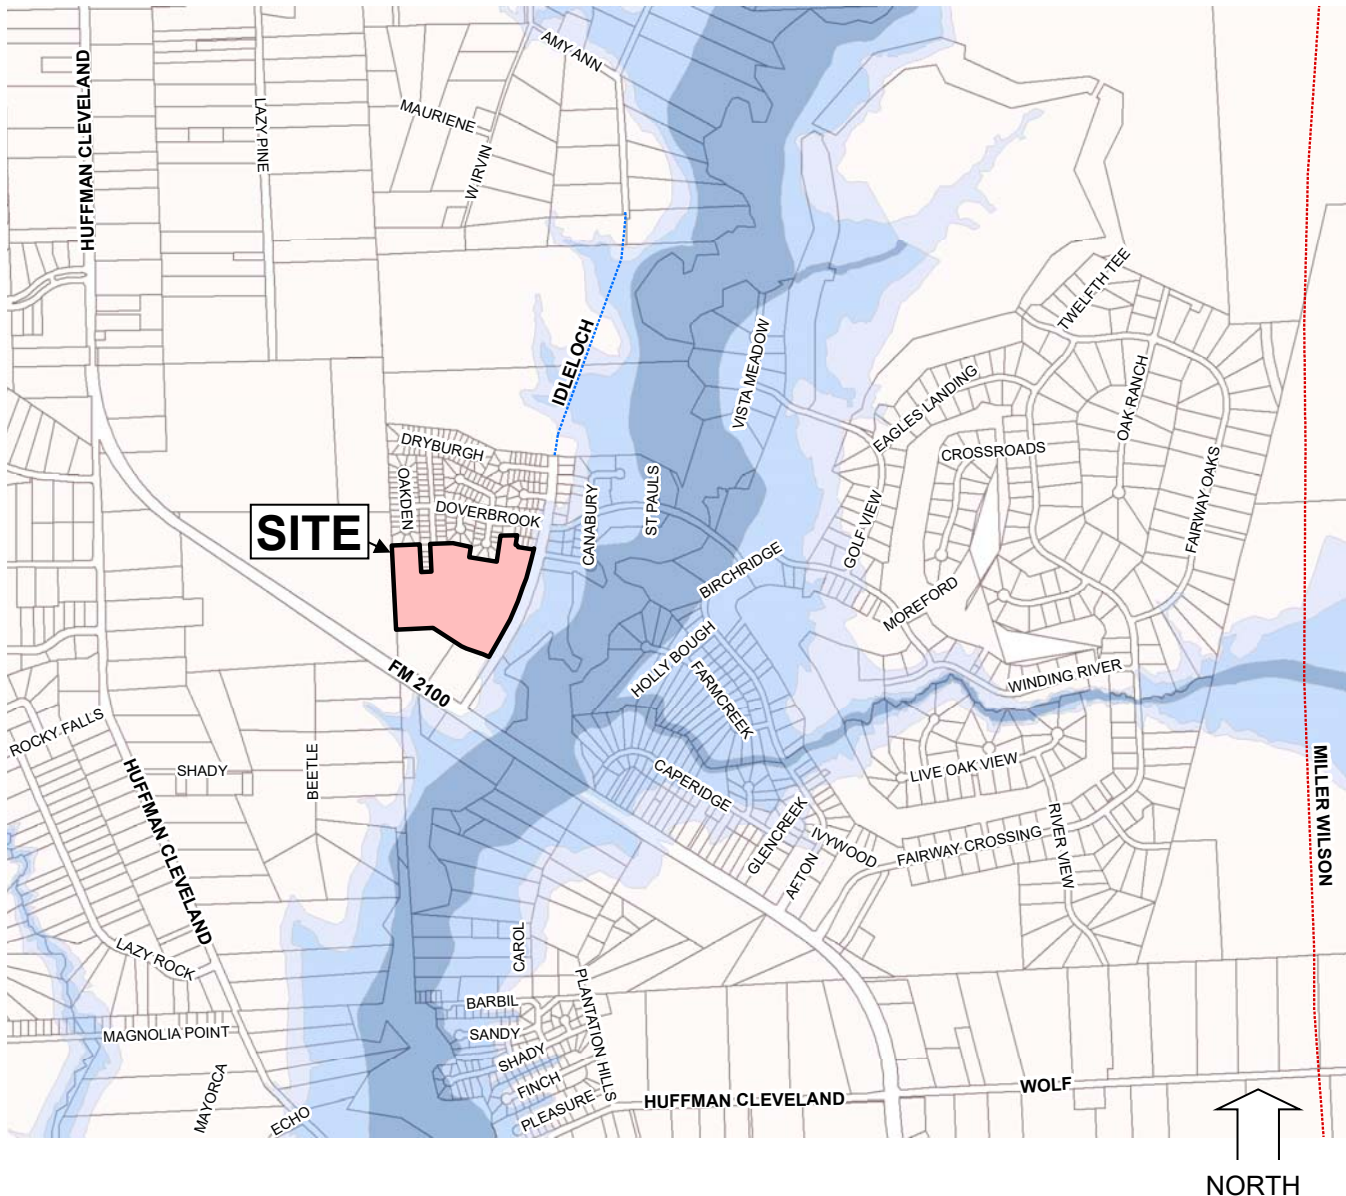 AMY ANN
HUFFMAN CLEVELAND
LAZY PINE
MAURIENE
W IRVIN
TWELFTH TEE
IDLELOCH
VISTA MEADOW
EAGLES LANDING
OAK RANCH
DRYBURGH
CROSSROADS
OAKDEN
ST PAULS
CANABURY
FAIRWAY OAKS
DOVERBROOK
GOLF VIEW
SITE
BIRCHRIDGE
MOREFORD
HOLLY BOUGH
FM 2100
FARMCREEK
WINDING RIVER
ROCKY FALLS
SHADY
BEETLE
HUFFMAN CLEVELAND
CAPERIDGE
LIVE OAK VIEW
MILLER WILSON
GLENCREEK
IVYWOOD
FAIRWAY CROSSING
RIVER VIEW
AFTON
LAZY ROCK
CAROL
PLANTATION HILLS
BARBIL
MAGNOLIA POINT
SANDY
SHADY
FINCH
MAYORCA
ECHO
PLEASURE
HUFFMAN CLEVELAND
WOLF
NORTH